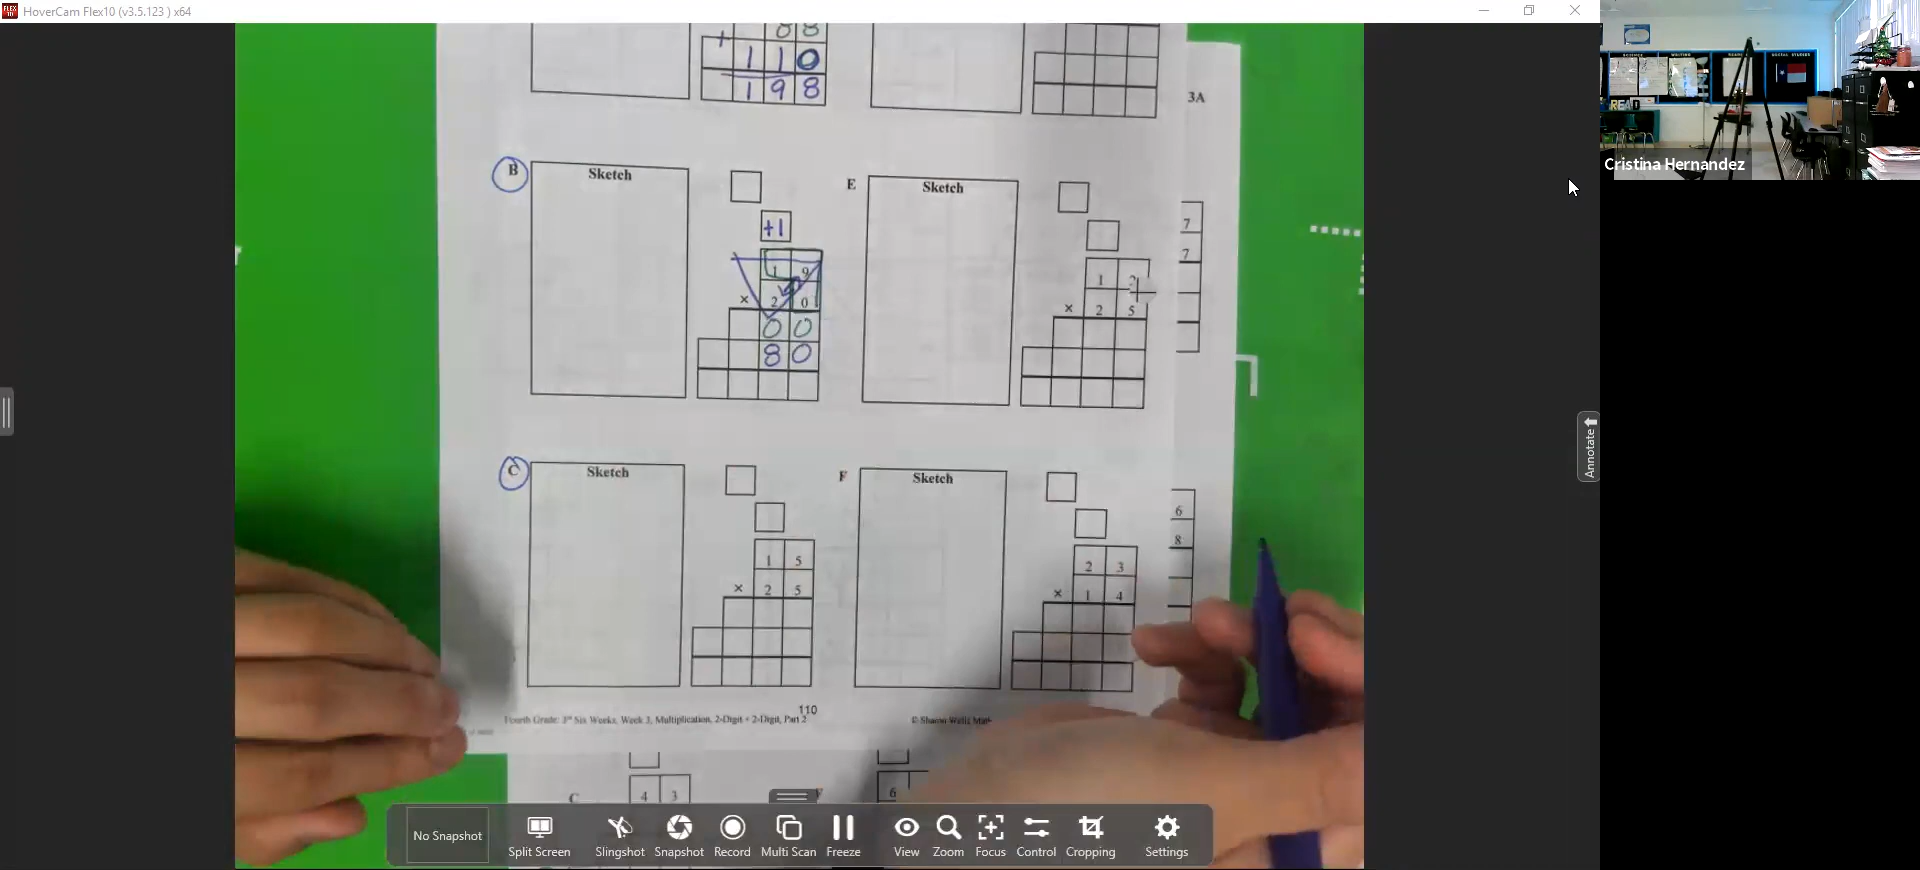 HoverCam Flex10 (v3.5.123 ) x64
8 8
+ 1 1 0
1 9 8
3A
B
Sketch
+1
1 9
× 2 0
0 0
8 0
E
Sketch
1 2
× 2 5
7
7
C
Sketch
1 5
× 2 5
F
Sketch
2 3
× 1 4
6
8
110
Fourth Grade: 3rd Six Weeks, Week 3, Multiplication, 2-Digit × 2-Digit, Part 2
© Sharon Wells Math
C
4 3
F
6
No Snapshot
Split Screen
Slingshot
Snapshot
Record
Multi Scan
Freeze
View
Zoom
Focus
Control
Cropping
Settings
Annotate
SCIENCE
WRITING
SOCIAL STUDIES
READ
Cristina Hernandez